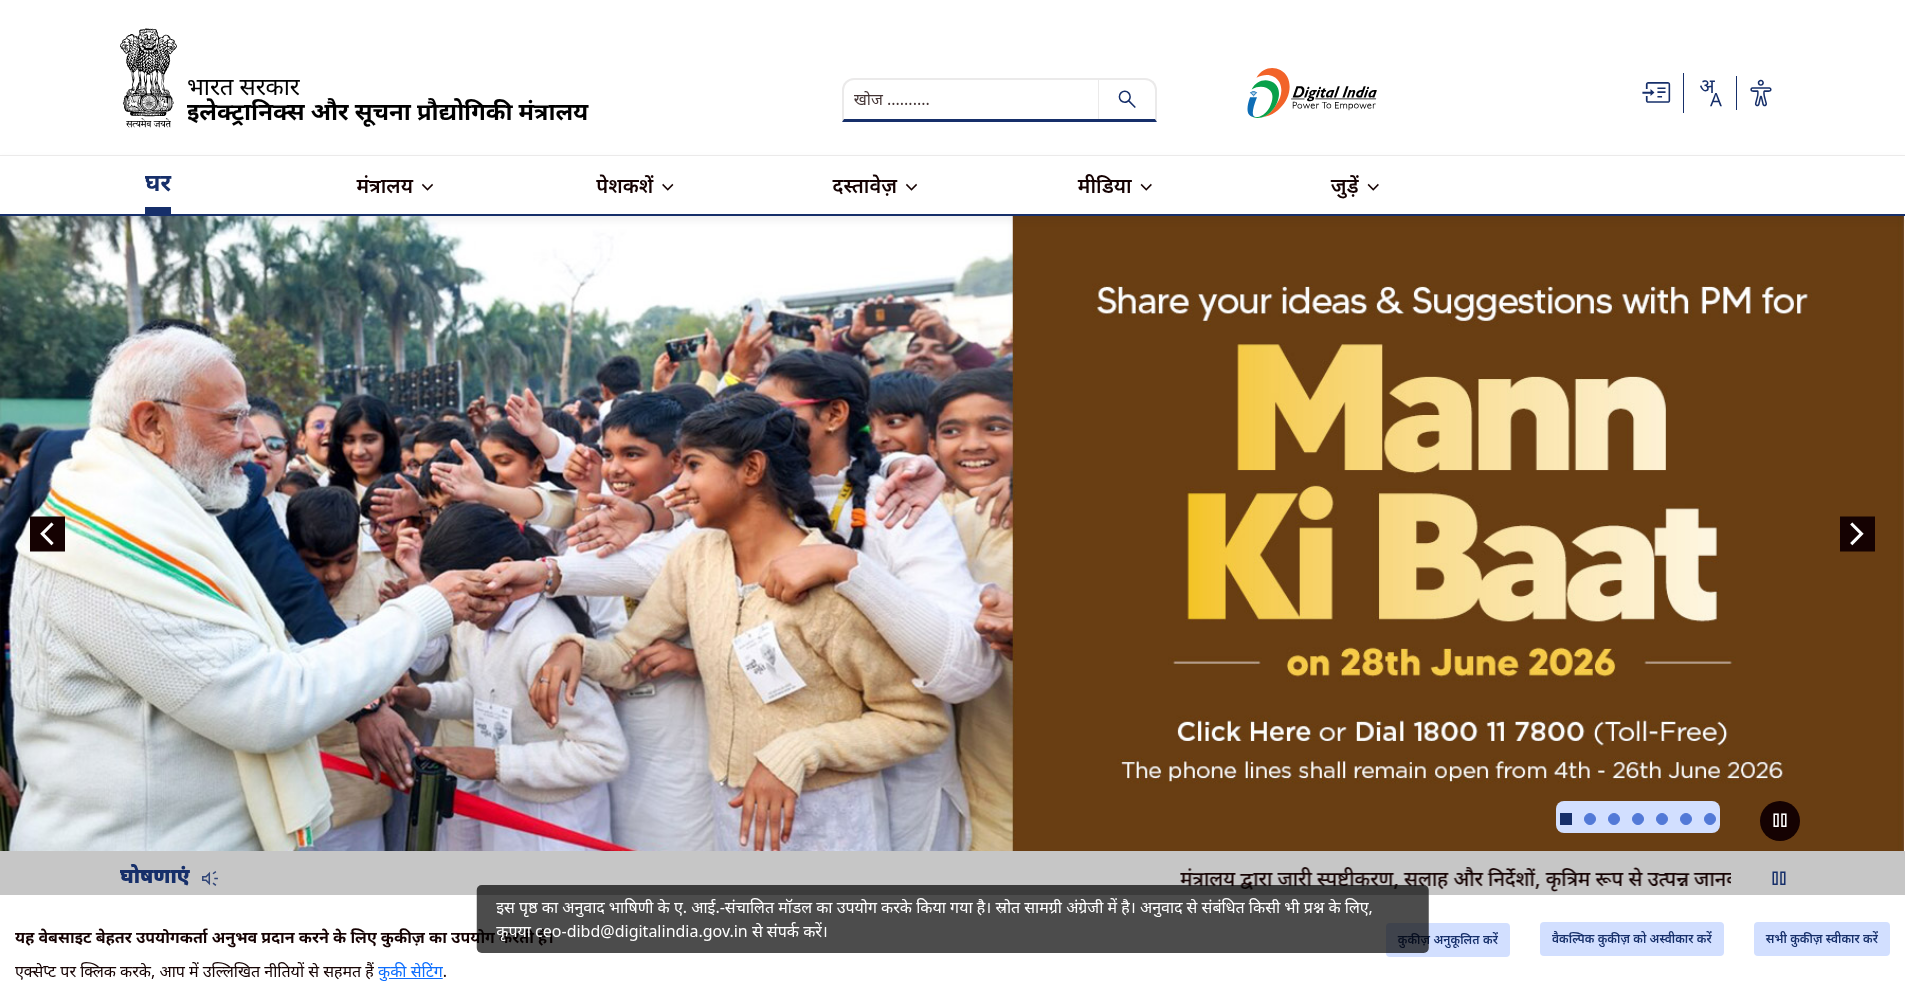 सत्यमेव जयते
भारत सरकार
इलेक्ट्रानिक्स और सूचना प्रौद्योगिकी मंत्रालय
खोज ..........
Digital India
Power To Empower
अ A
घर
मंत्रालय
पेशकशें
दस्तावेज़
मीडिया
जुड़ें
Share your ideas & Suggestions with PM for
Mann
Ki Baat
on 28th June 2026
Click Here or Dial 1800 11 7800 (Toll-Free)
The phone lines shall remain open from 4th - 26th June 2026
घोषणाएं
मंत्रालय द्वारा जारी स्पष्टीकरण, सलाह और निर्देशों, कृत्रिम रूप से उत्पन्न
इस पृष्ठ का अनुवाद भाषिणी के ए. आई.-संचालित मॉडल का उपयोग करके किया गया है। स्रोत सामग्री अंग्रेजी में है। अनुवाद से संबंधित किसी भी प्रश्न के लिए,
कृपया ceo-dibd@digitalindia.gov.in से संपर्क करें।
यह वेबसाइट बेहतर उपयोगकर्ता अनुभव प्रदान करने के लिए कुकीज़ का उपयोग करती है।
एक्सेप्ट पर क्लिक करके, आप में उल्लिखित नीतियों से सहमत हैं कुकी सेटिंग.
कुकीज़ अनुकूलित करें
वैकल्पिक कुकीज़ को अस्वीकार करें
सभी कुकीज़ स्वीकार करें